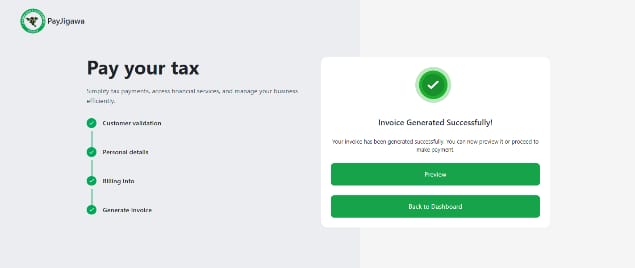 PayJigawa
Pay your tax
Simplify tax payments, access financial services, and manage your business
efficiently.
Customer validation
Personal details
Billing Info
Generate invoice
Invoice Generated Successfully!
Your invoice has been generated successfully. You can now preview it or proceed to
make payment
Preview
Back to Dashboard